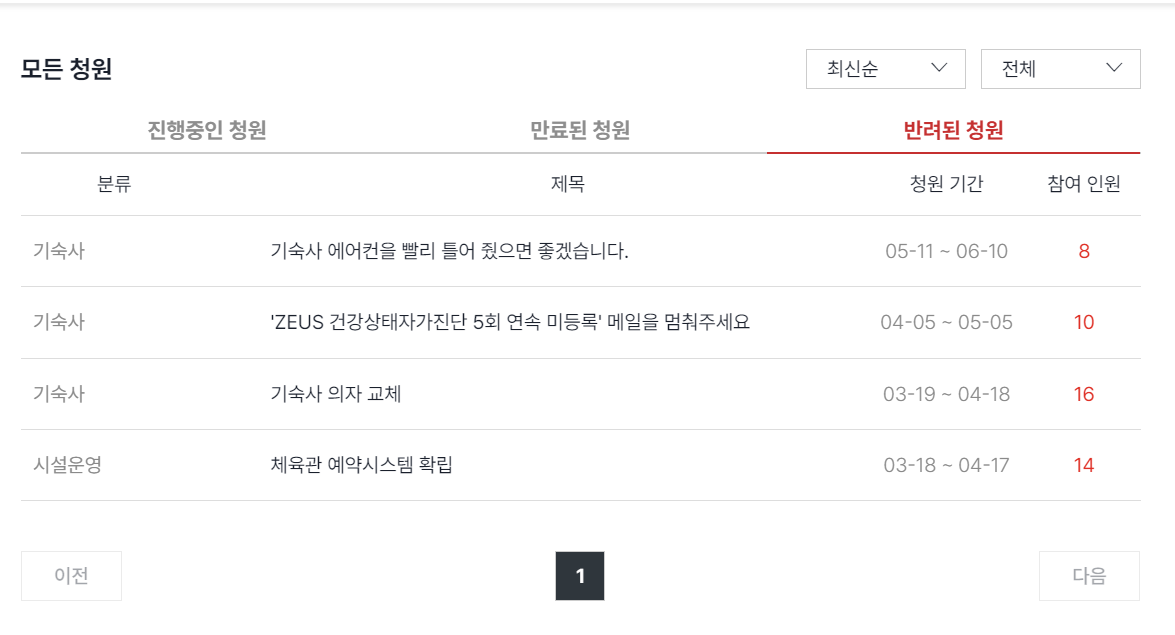 모든 청원
최신순 전체
진행중인 청원 만료된 청원 반려된 청원
분류 제목 청원 기간 참여 인원
기숙사 기숙사 에어컨을 빨리 틀어 줬으면 좋겠습니다. 05-11 ~ 06-10 8
기숙사 'ZEUS 건강상태자가진단 5회 연속 미등록' 메일을 멈춰주세요 04-05 ~ 05-05 10
기숙사 기숙사 의자 교체 03-19 ~ 04-18 16
시설운영 체육관 예약시스템 확립 03-18 ~ 04-17 14
이전 1 다음